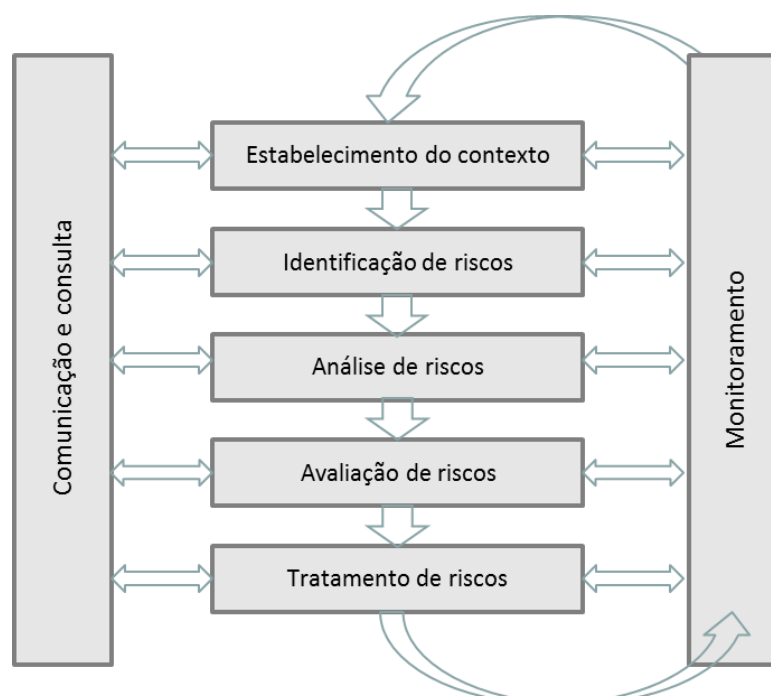 Comunicação e consulta
Estabelecimento do contexto
Identificação de riscos
Análise de riscos
Avaliação de riscos
Tratamento de riscos
Monitoramento